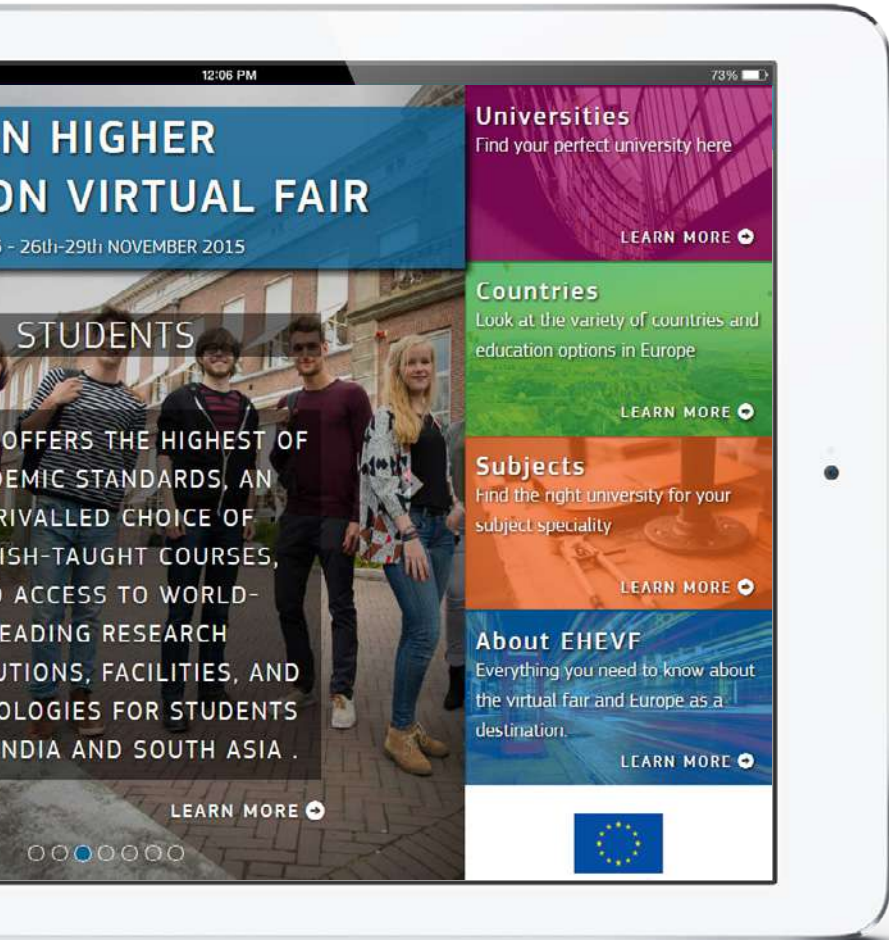 12:06 PM
73%
N HIGHER
ON VIRTUAL FAIR
- 26th-29th NOVEMBER 2015
STUDENTS
OFFERS THE HIGHEST OF
DEMIC STANDARDS, AN
RIVALLED CHOICE OF
ISH-TAUGHT COURSES,
ACCESS TO WORLD-
EADING RESEARCH
UTIONS, FACILITIES, AND
OLOGIES FOR STUDENTS
NDIA AND SOUTH ASIA .
LEARN MORE
Universities
Find your perfect university here
LEARN MORE
Countries
Look at the variety of countries and
education options in Europe
LEARN MORE
Subjects
Find the right university for your
subject speciality
LEARN MORE
About EHEVF
Everything you need to know about
the virtual fair and Europe as a
destination.
LEARN MORE